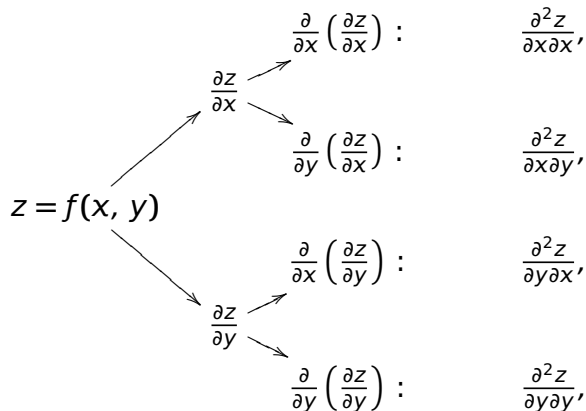 ∂/∂x (∂z/∂x) : ∂²z/∂x∂x,
∂z/∂x
∂/∂y (∂z/∂x) : ∂²z/∂x∂y,
z = f(x, y)
∂/∂x (∂z/∂y) : ∂²z/∂y∂x,
∂z/∂y
∂/∂y (∂z/∂y) : ∂²z/∂y∂y,